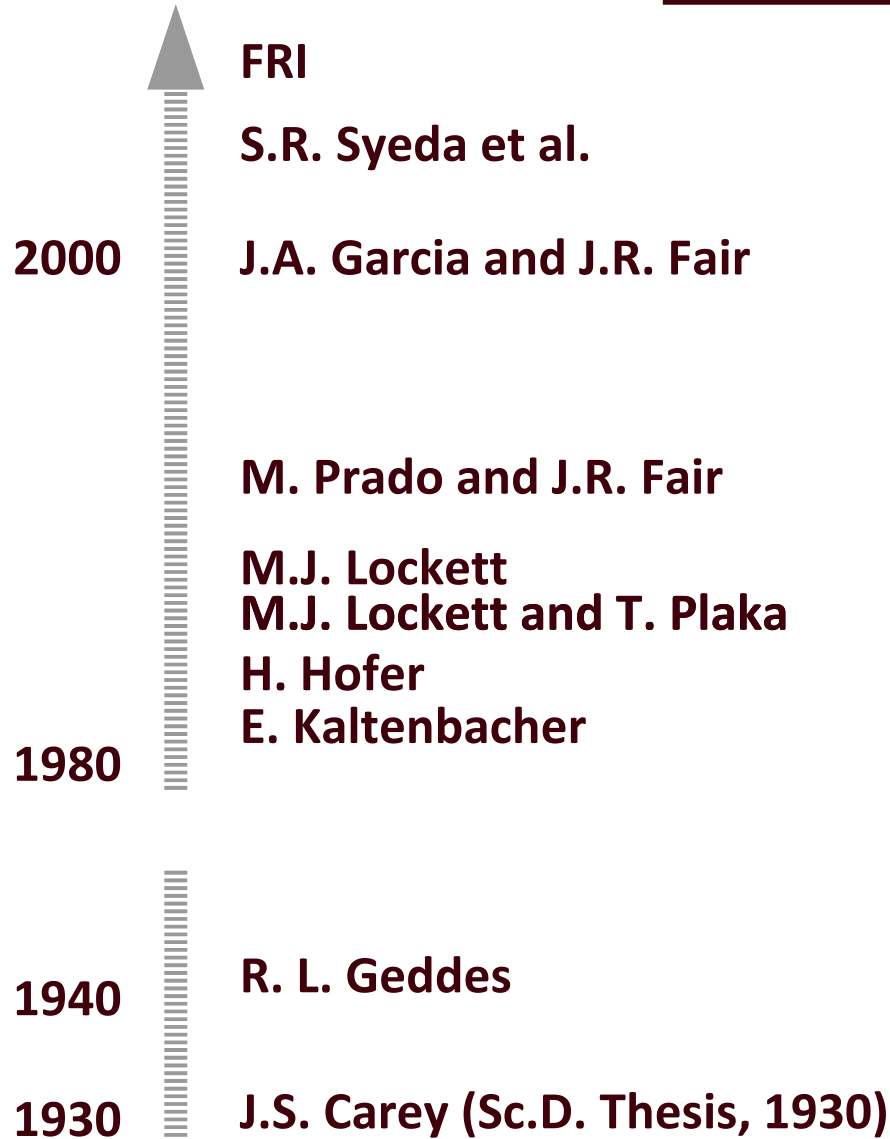 FRI
S.R. Syeda et al.
2000 J.A. Garcia and J.R. Fair
M. Prado and J.R. Fair
M.J. Lockett
M.J. Lockett and T. Plaka
H. Hofer
E. Kaltenbacher
1980
R. L. Geddes
1940
1930 J.S. Carey (Sc.D. Thesis, 1930)